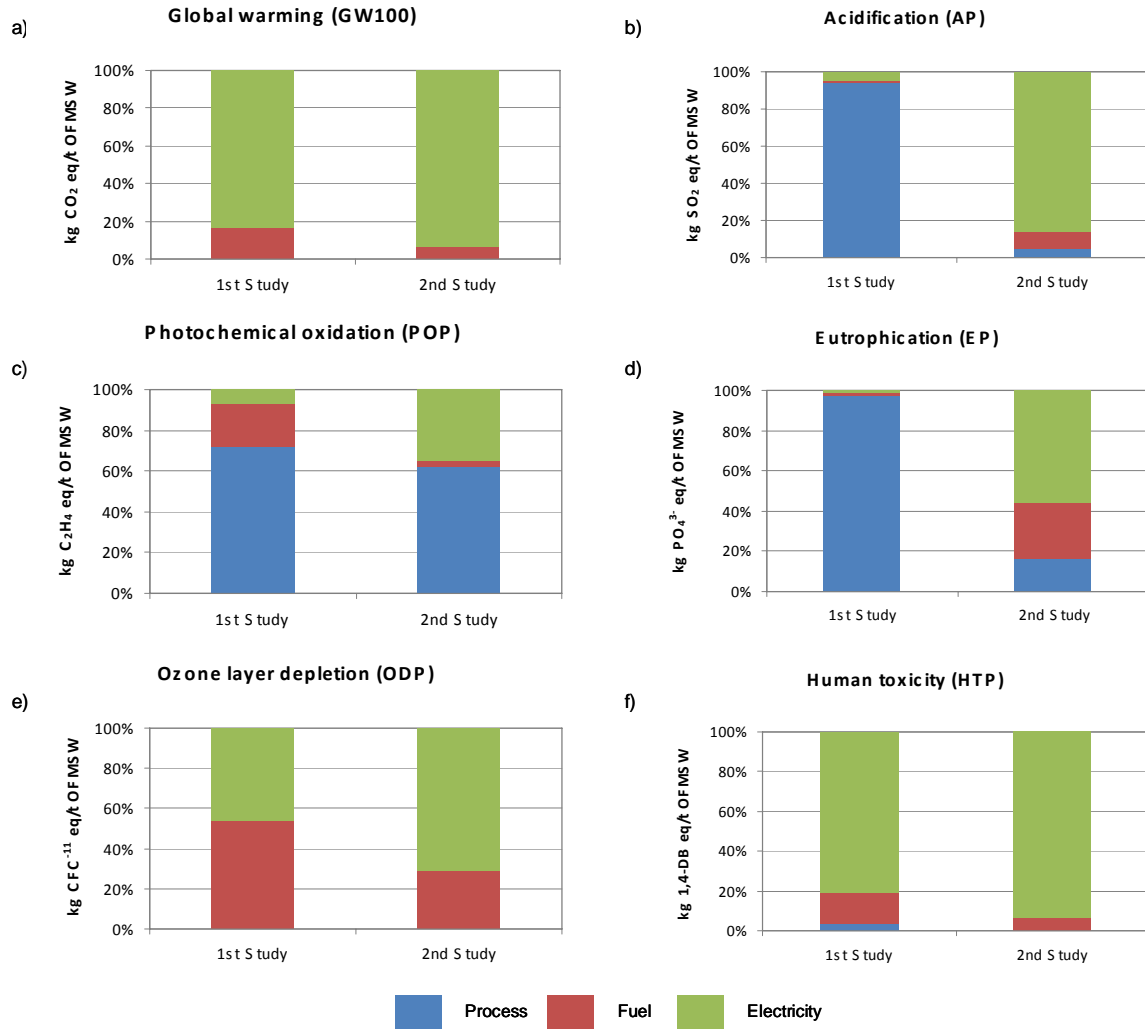 Global warming (GW100)
a)
kg CO₂ eq/t OFMSW
100%
80%
60%
40%
20%
0%
1st Study
2nd Study
Acidification (AP)
b)
kg SO₂ eq/t OFMSW
100%
80%
60%
40%
20%
0%
1st Study
2nd Study
Photochemical oxidation (POP)
c)
kg C₂H₄ eq/t OFMSW
100%
80%
60%
40%
20%
0%
1st Study
2nd Study
Eutrophication (EP)
d)
kg PO₄³⁻ eq/t OFMSW
100%
80%
60%
40%
20%
0%
1st Study
2nd Study
Ozone layer depletion (ODP)
e)
kg CFC⁻¹¹ eq/t OFMSW
100%
80%
60%
40%
20%
0%
1st Study
2nd Study
Human toxicity (HTP)
f)
kg 1,4-DB eq/t OFMSW
100%
80%
60%
40%
20%
0%
1st Study
2nd Study
Process
Fuel
Electricity